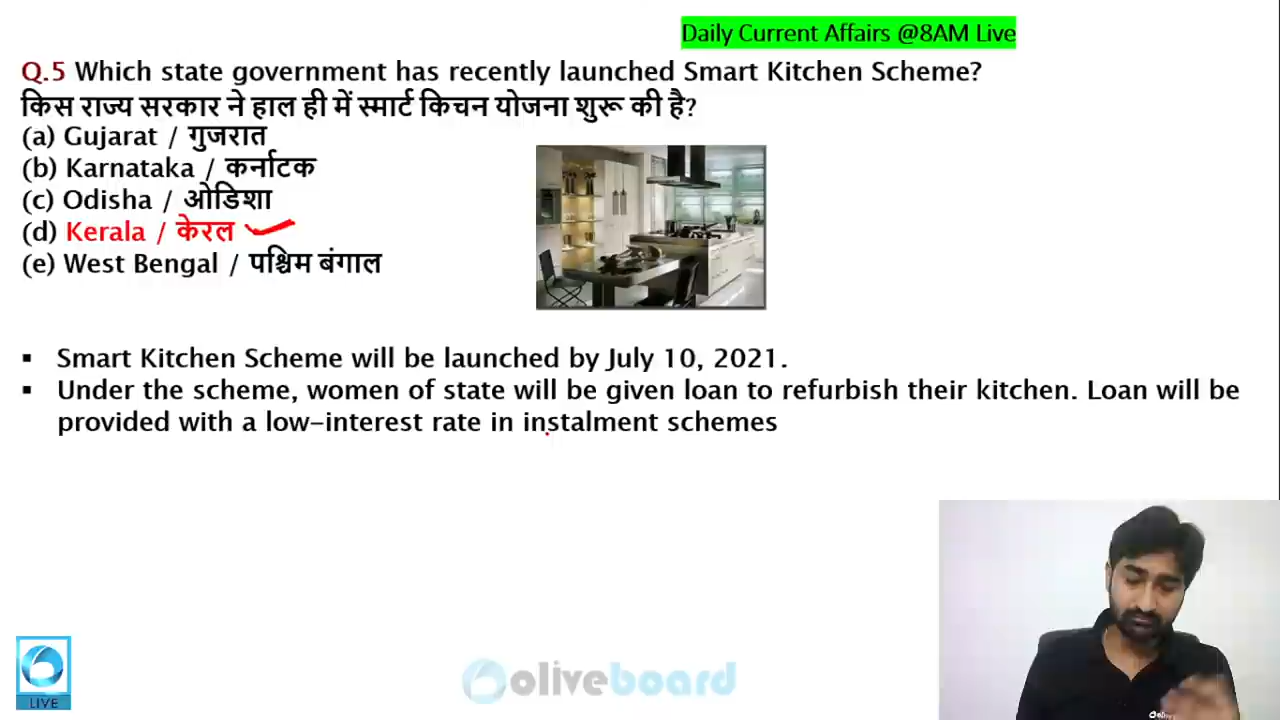 Daily Current Affairs @8AM Live
Q.5 Which state government has recently launched Smart Kitchen Scheme?
किस राज्य सरकार ने हाल ही में स्मार्ट किचन योजना शुरू की है?
(a) Gujarat / गुजरात
(b) Karnataka / कर्नाटक
(c) Odisha / ओडिशा
(d) Kerala / केरल
(e) West Bengal / पश्चिम बंगाल
▪ Smart Kitchen Scheme will be launched by July 10, 2021.
▪ Under the scheme, women of state will be given loan to refurbish their kitchen. Loan will be
provided with a low-interest rate in instalment schemes
LIVE
oliveboard